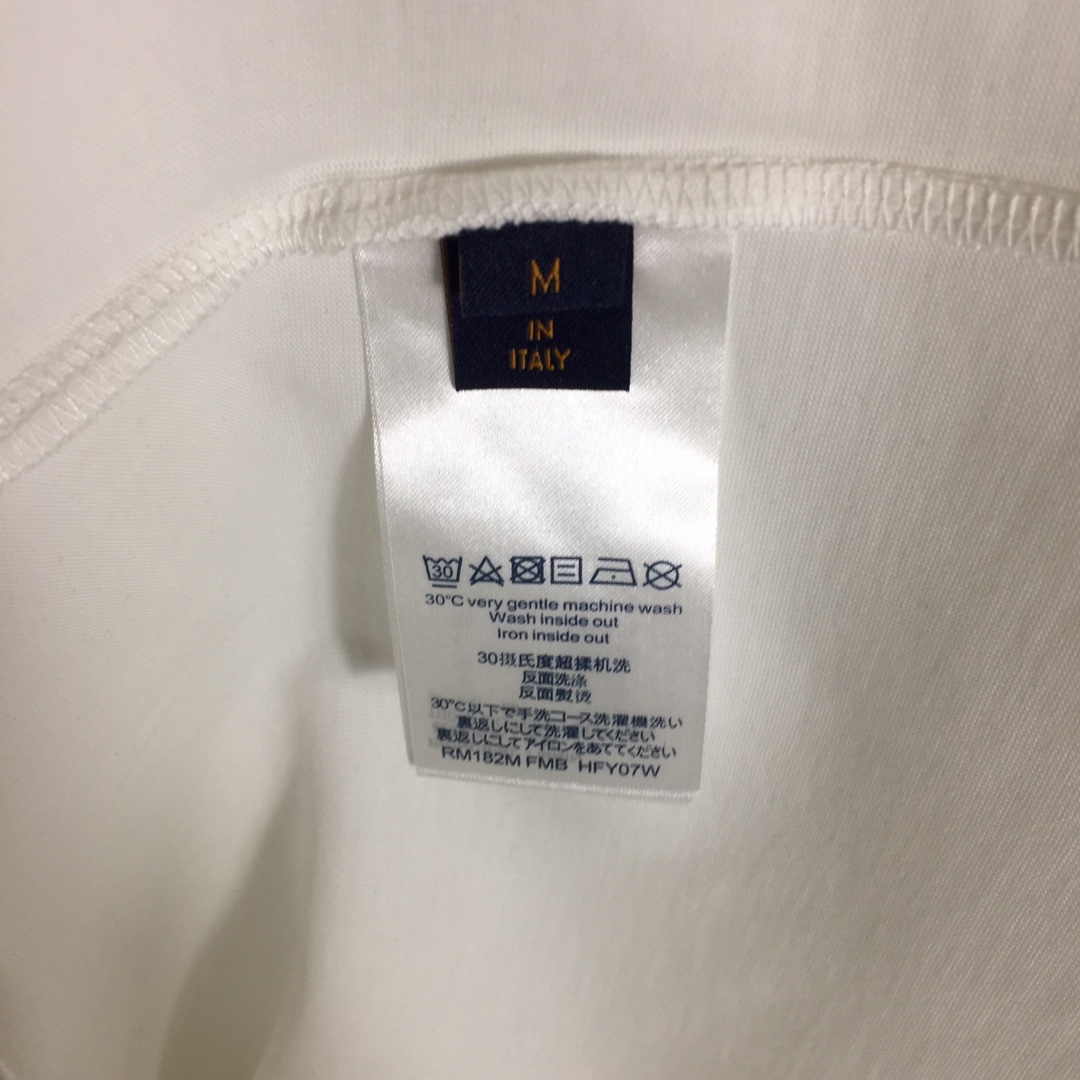 M
IN
ITALY
30
30°C very gentle machine wash
Wash inside out
Iron inside out
30摄氏度超揉机洗
反面洗涤
反面熨烫
30°C以下で手洗コース洗濯機洗い
裏返しにして洗濯してください
裏返しにしてアイロンをあててください
RM182M FMB HFY07W